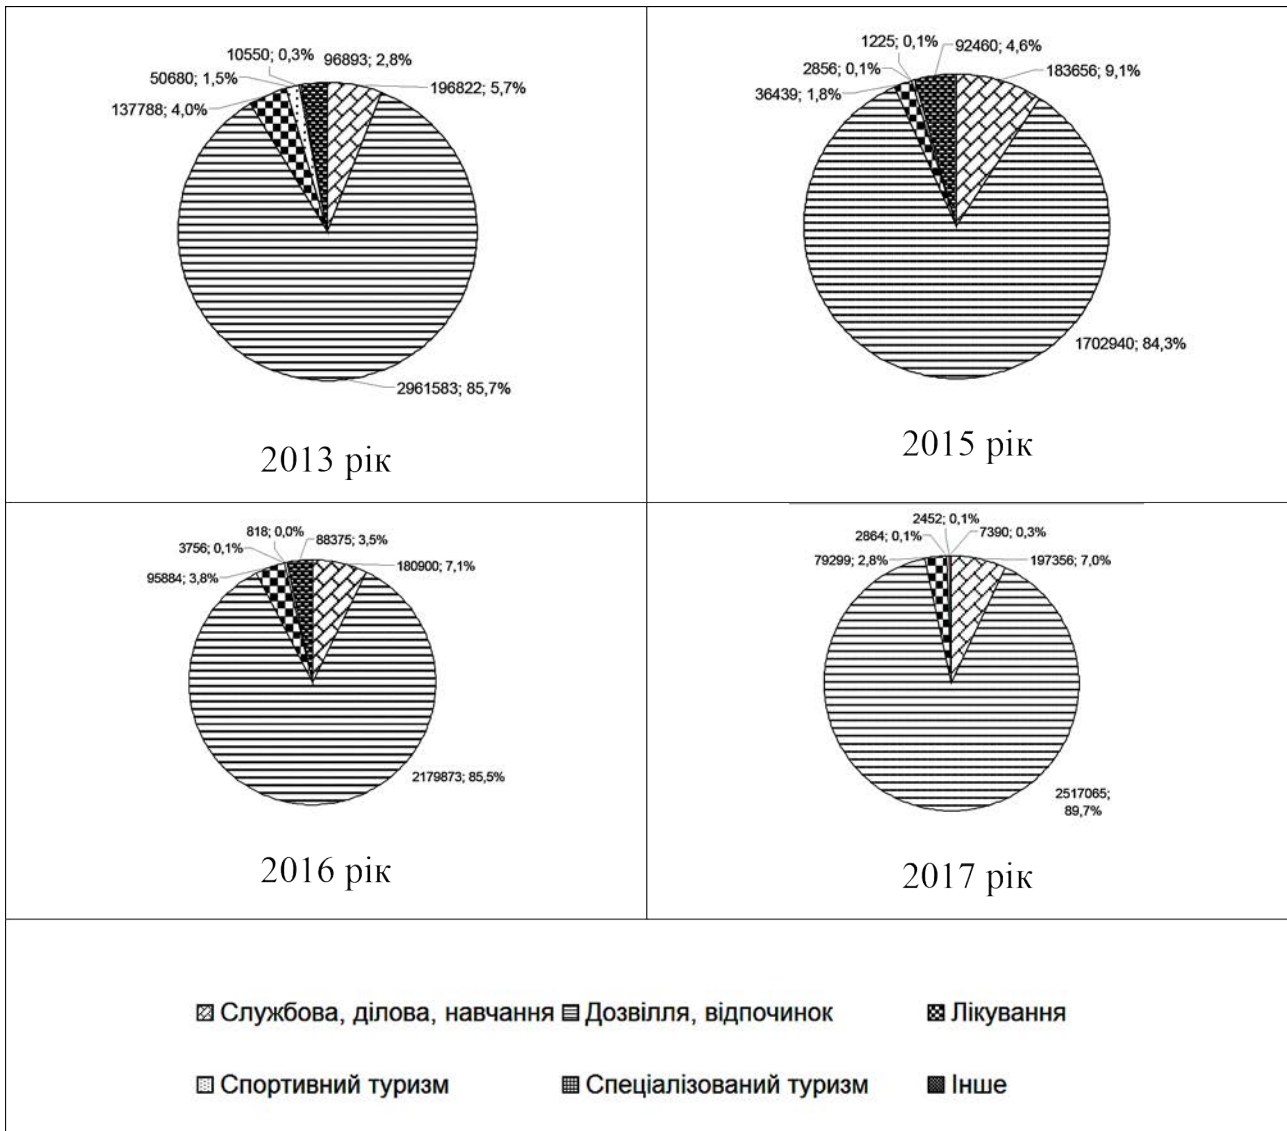 10550; 0,3%
96893; 2,8%
50680; 1,5%
196822; 5,7%
137788; 4,0%
2961583; 85,7%
2013 рік
1225; 0,1%
92460; 4,6%
2856; 0,1%
183656; 9,1%
36439; 1,8%
1702940; 84,3%
2015 рік
818; 0,0%
88375; 3,5%
3756; 0,1%
180900; 7,1%
95884; 3,8%
2179873; 85,5%
2016 рік
2452; 0,1%
7390; 0,3%
2864; 0,1%
79299; 2,8%
197356; 7,0%
2517065;
89,7%
2017 рік
Службова, ділова, навчання
Дозвілля, відпочинок
Лікування
Спортивний туризм
Спеціалізований туризм
Інше